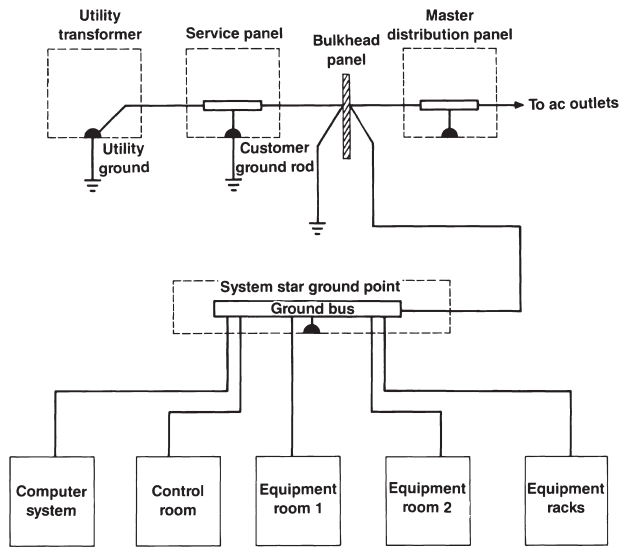 Utility
transformer
Service panel
Bulkhead
panel
Master
distribution panel
To ac outlets
Utility
ground
Customer
ground rod
System star ground point
Ground bus
Computer
system
Control
room
Equipment
room 1
Equipment
room 2
Equipment
racks